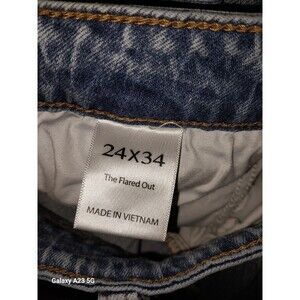 24X34
The Flared Out
MADE IN VIETNAM
Galaxy A23 5G